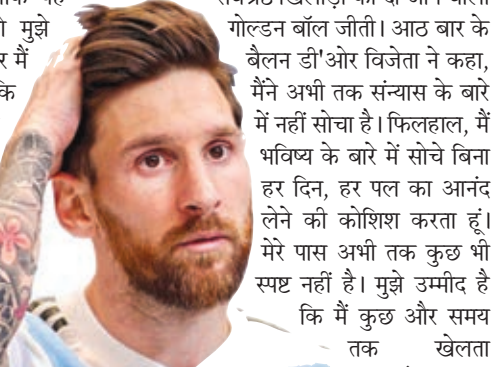 मुझे
र मैं
कि
गोल्डन बॉल जीती। आठ बार के
बैलन डी'ओर विजेता ने कहा,
मैंने अभी तक संन्यास के बारे
में नहीं सोचा है। फिलहाल, मैं
भविष्य के बारे में सोचे बिना
हर दिन, हर पल का आनंद
लेने की कोशिश करता हूं।
मेरे पास अभी तक कुछ भी
स्पष्ट नहीं है। मुझे उम्मीद है
कि मैं कुछ और समय
तक खेलता